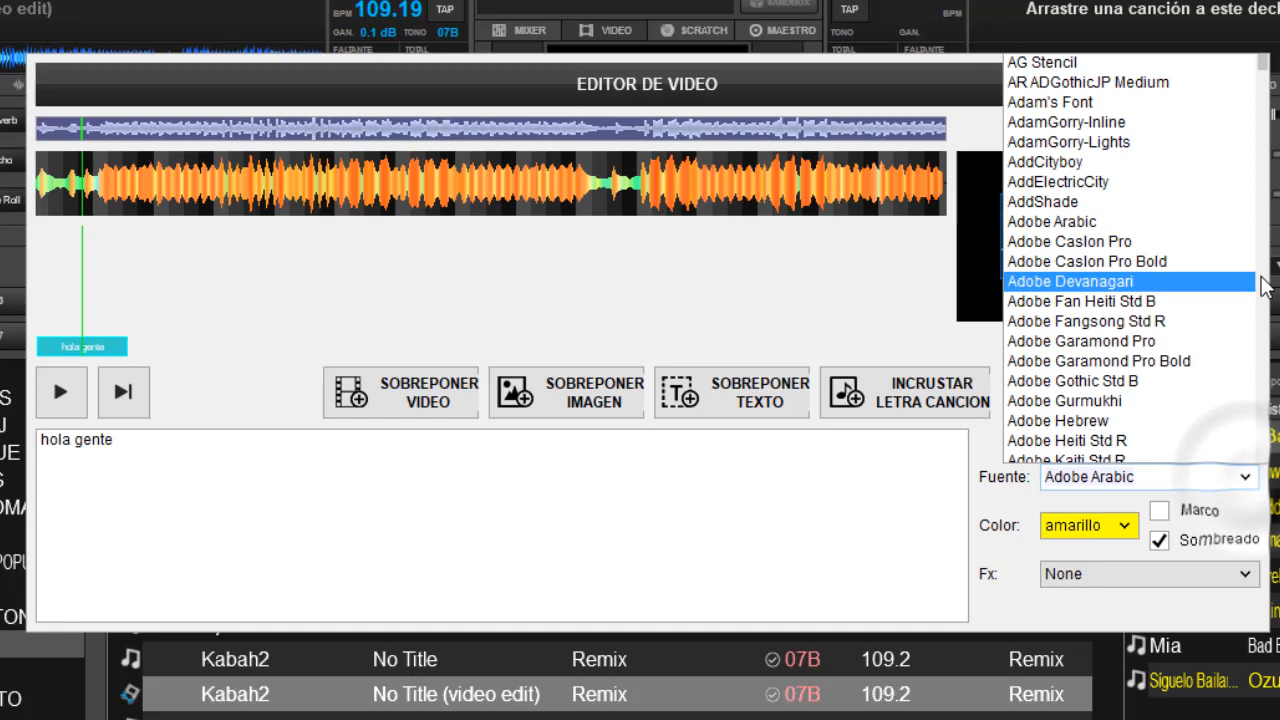 eo edit)
BPM 109.19 TAP
GAN. 0.1 dB TONO 07B
FALTANTE TOTAL
MIXER VIDEO SCRATCH MAESTRO
TAP BPM
TONO GAN.
TOTAL FALTANTE
Arrastre una canción a este decl
EDITOR DE VIDEO
AG Stencil
AR ADGothicJP Medium
Adam's Font
AdamGorry-Inline
AdamGorry-Lights
AddCityboy
AddElectricCity
AddShade
Adobe Arabic
Adobe Caslon Pro
Adobe Caslon Pro Bold
Adobe Devanagari
Adobe Fan Heiti Std B
Adobe Fangsong Std R
Adobe Garamond Pro
Adobe Garamond Pro Bold
Adobe Gothic Std B
Adobe Gurmukhi
Adobe Hebrew
Adobe Heiti Std R
Adobe Kaiti Std R
hola gente
SOBREPONER
VIDEO
SOBREPONER
IMAGEN
SOBREPONER
TEXTO
INCRUSTAR
LETRA CANCION
hola gente
Fuente: Adobe Arabic
Color: amarillo
Marco
Sombreado
Fx: None
Kabah2 No Title Remix 07B 109.2 Remix
Kabah2 No Title (video edit) Remix 07B 109.2 Remix
Mia Bad B
Siguelo Baila... Ozu